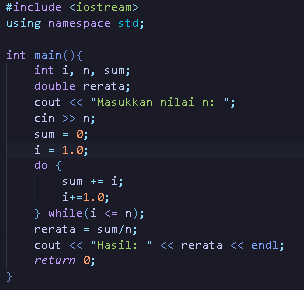 #include <iostream>
using namespace std;

int main(){
    int i, n, sum;
    double rerata;
    cout << "Masukkan nilai n: ";
    cin >> n;
    sum = 0;
    i = 1.0;
    do {
        sum += i;
        i+=1.0;
    } while(i <= n);
    rerata = sum/n;
    cout << "Hasil: " << rerata << endl;
    return 0;
}